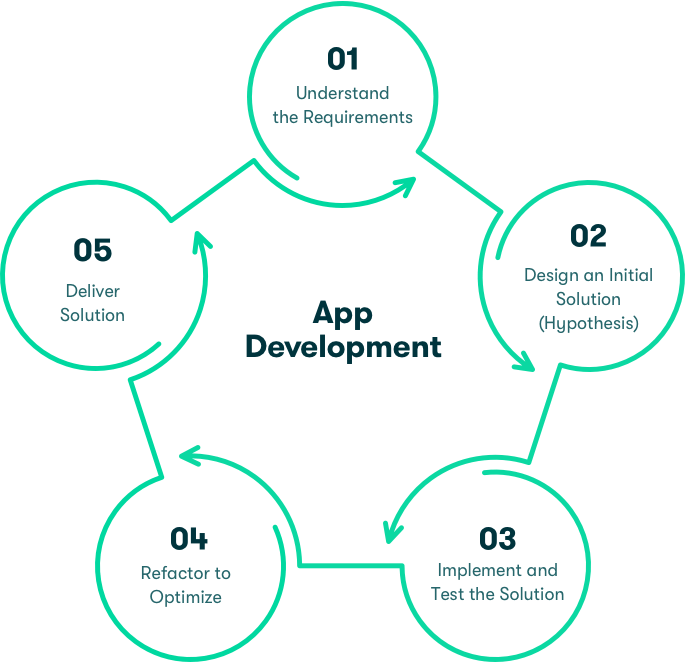 01
Understand
the Requirements
02
Design an Initial
Solution
(Hypothesis)
03
Implement and
Test the Solution
04
Refactor to
Optimize
05
Deliver
Solution
App
Development